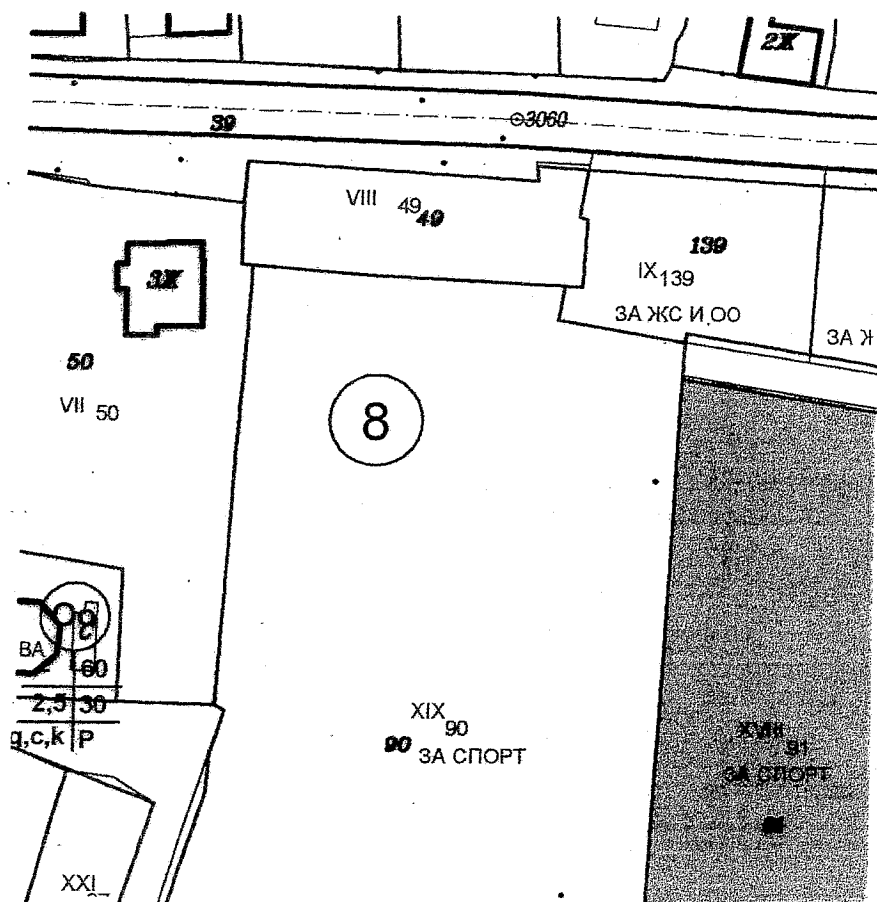 2Ж
39
3060
VIII 49
49
139
IX 139
ЗА ЖС И ОО
ЗА Ж
3Ж
50
VII 50
8
ВА
60
2,5 30
q,c,k P
XIX 90
90 ЗА СПОРТ
XVIII 91
ЗА СПОРТ
XXI